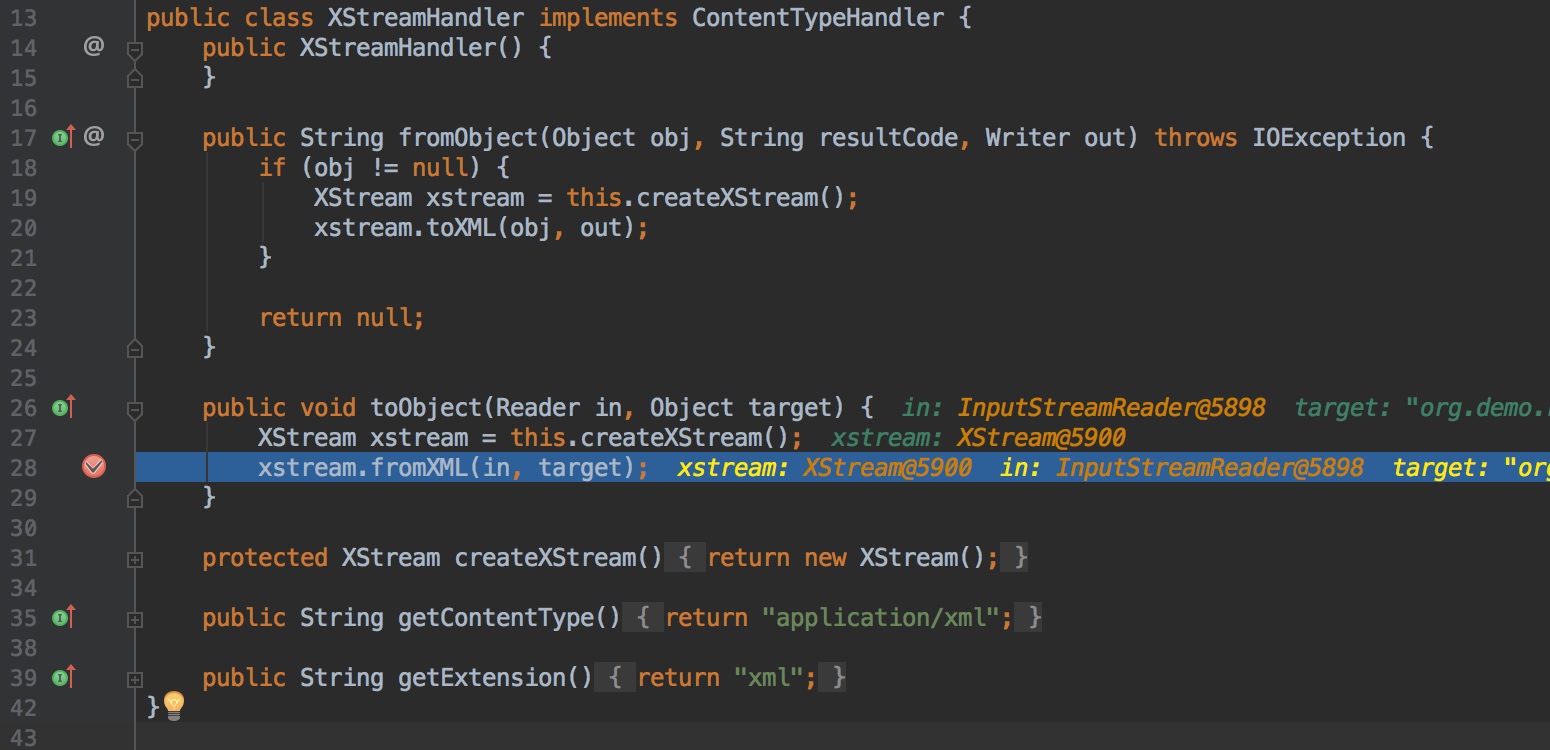 13 public class XStreamHandler implements ContentTypeHandler {
14 @ public XStreamHandler() {
15 }
16
17 @ public String fromObject(Object obj, String resultCode, Writer out) throws IOException {
18 if (obj != null) {
19 XStream xstream = this.createXStream();
20 xstream.toXML(obj, out);
21 }
22
23 return null;
24 }
25
26 public void toObject(Reader in, Object target) { in: InputStreamReader@5898 target: "org.demo.
27 XStream xstream = this.createXStream(); xstream: XStream@5900
28 xstream.fromXML(in, target); xstream: XStream@5900 in: InputStreamReader@5898 target: "org
29 }
30
31 protected XStream createXStream() { return new XStream(); }
34
35 public String getContentType() { return "application/xml"; }
38
39 public String getExtension() { return "xml"; }
42 }
43